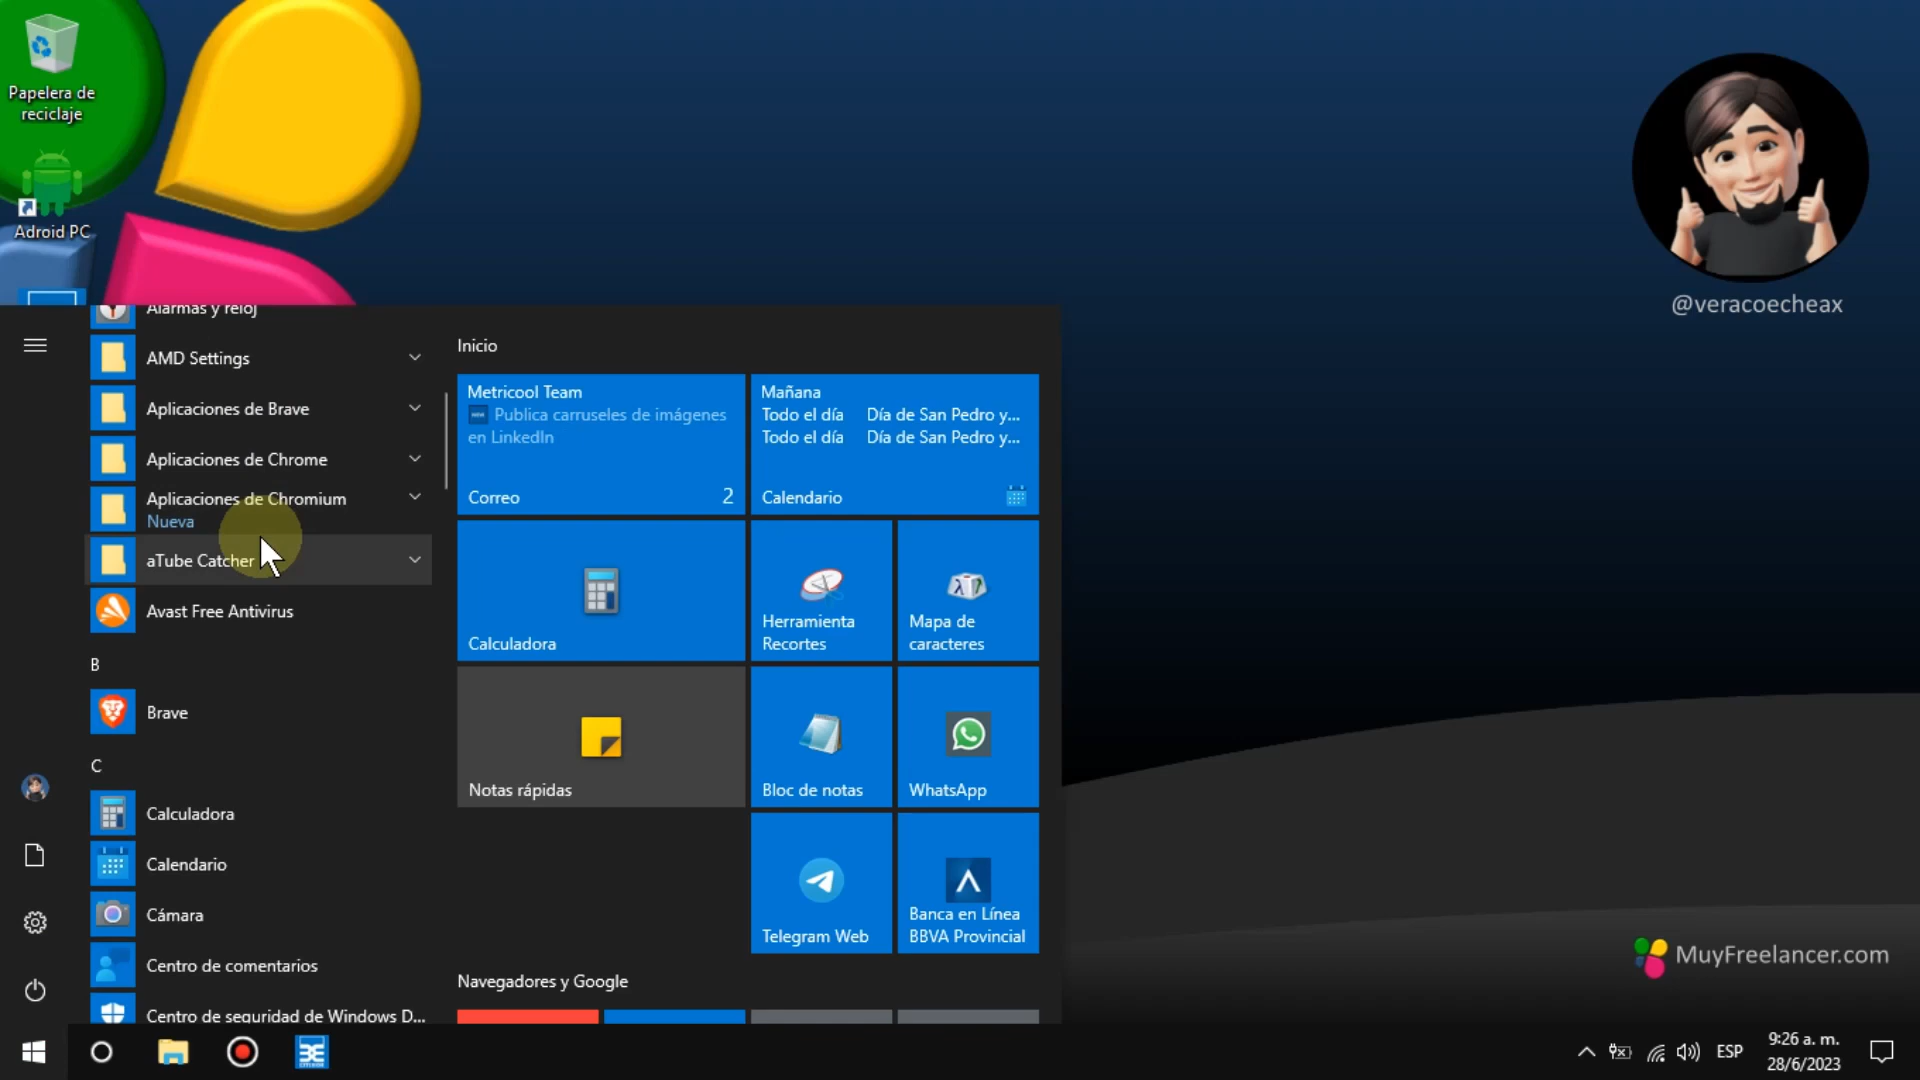 Papelera de
reciclaje
Adroid PC
@veracoecheax
Alarmas y reloj
AMD Settings
Aplicaciones de Brave
Aplicaciones de Chrome
Aplicaciones de Chromium
Nueva
aTube Catcher
Avast Free Antivirus
B
Brave
C
Calculadora
Calendario
Cámara
Centro de comentarios
Centro de seguridad de Windows D...
Inicio
Metricool Team
Publica carruseles de imágenes
en LinkedIn
Correo 2
Mañana
Todo el día Día de San Pedro y...
Todo el día Día de San Pedro y...
Calendario
Calculadora
Herramienta
Recortes
Mapa de
caracteres
Notas rápidas
Bloc de notas
WhatsApp
Telegram Web
Banca en Línea
BBVA Provincial
Navegadores y Google
MuyFreelancer.com
ESP
9:26 a. m.
28/6/2023